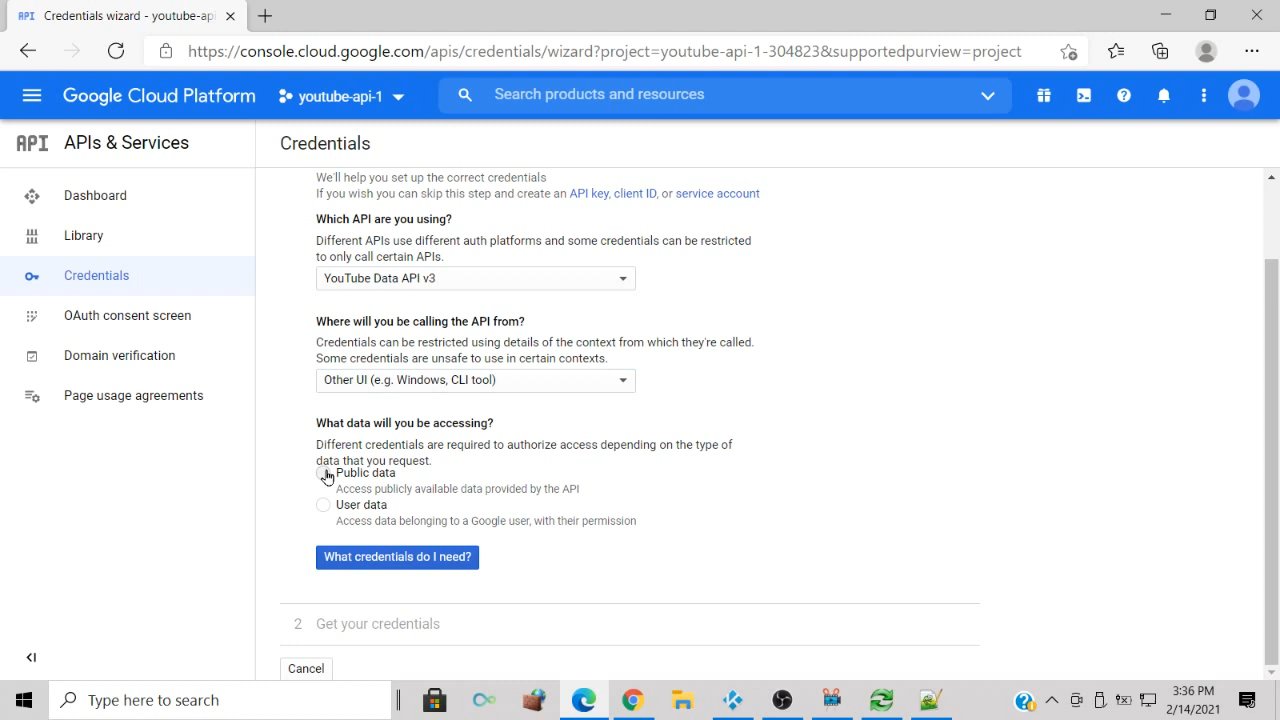 API Credentials wizard - youtube-api
https://console.cloud.google.com/apis/credentials/wizard?project=youtube-api-1-304823&supportedpurview=project
Google Cloud Platform youtube-api-1 Search products and resources
API APIs & Services
Credentials
Dashboard
Library
Credentials
OAuth consent screen
Domain verification
Page usage agreements
We'll help you set up the correct credentials
If you wish you can skip this step and create an API key, client ID, or service account
Which API are you using?
Different APIs use different auth platforms and some credentials can be restricted
to only call certain APIs.
YouTube Data API v3
Where will you be calling the API from?
Credentials can be restricted using details of the context from which they're called.
Some credentials are unsafe to use in certain contexts.
Other UI (e.g. Windows, CLI tool)
What data will you be accessing?
Different credentials are required to authorize access depending on the type of
data that you request.
Public data
Access publicly available data provided by the API
User data
Access data belonging to a Google user, with their permission
What credentials do I need?
2 Get your credentials
Cancel
Type here to search
3:36 PM
2/14/2021